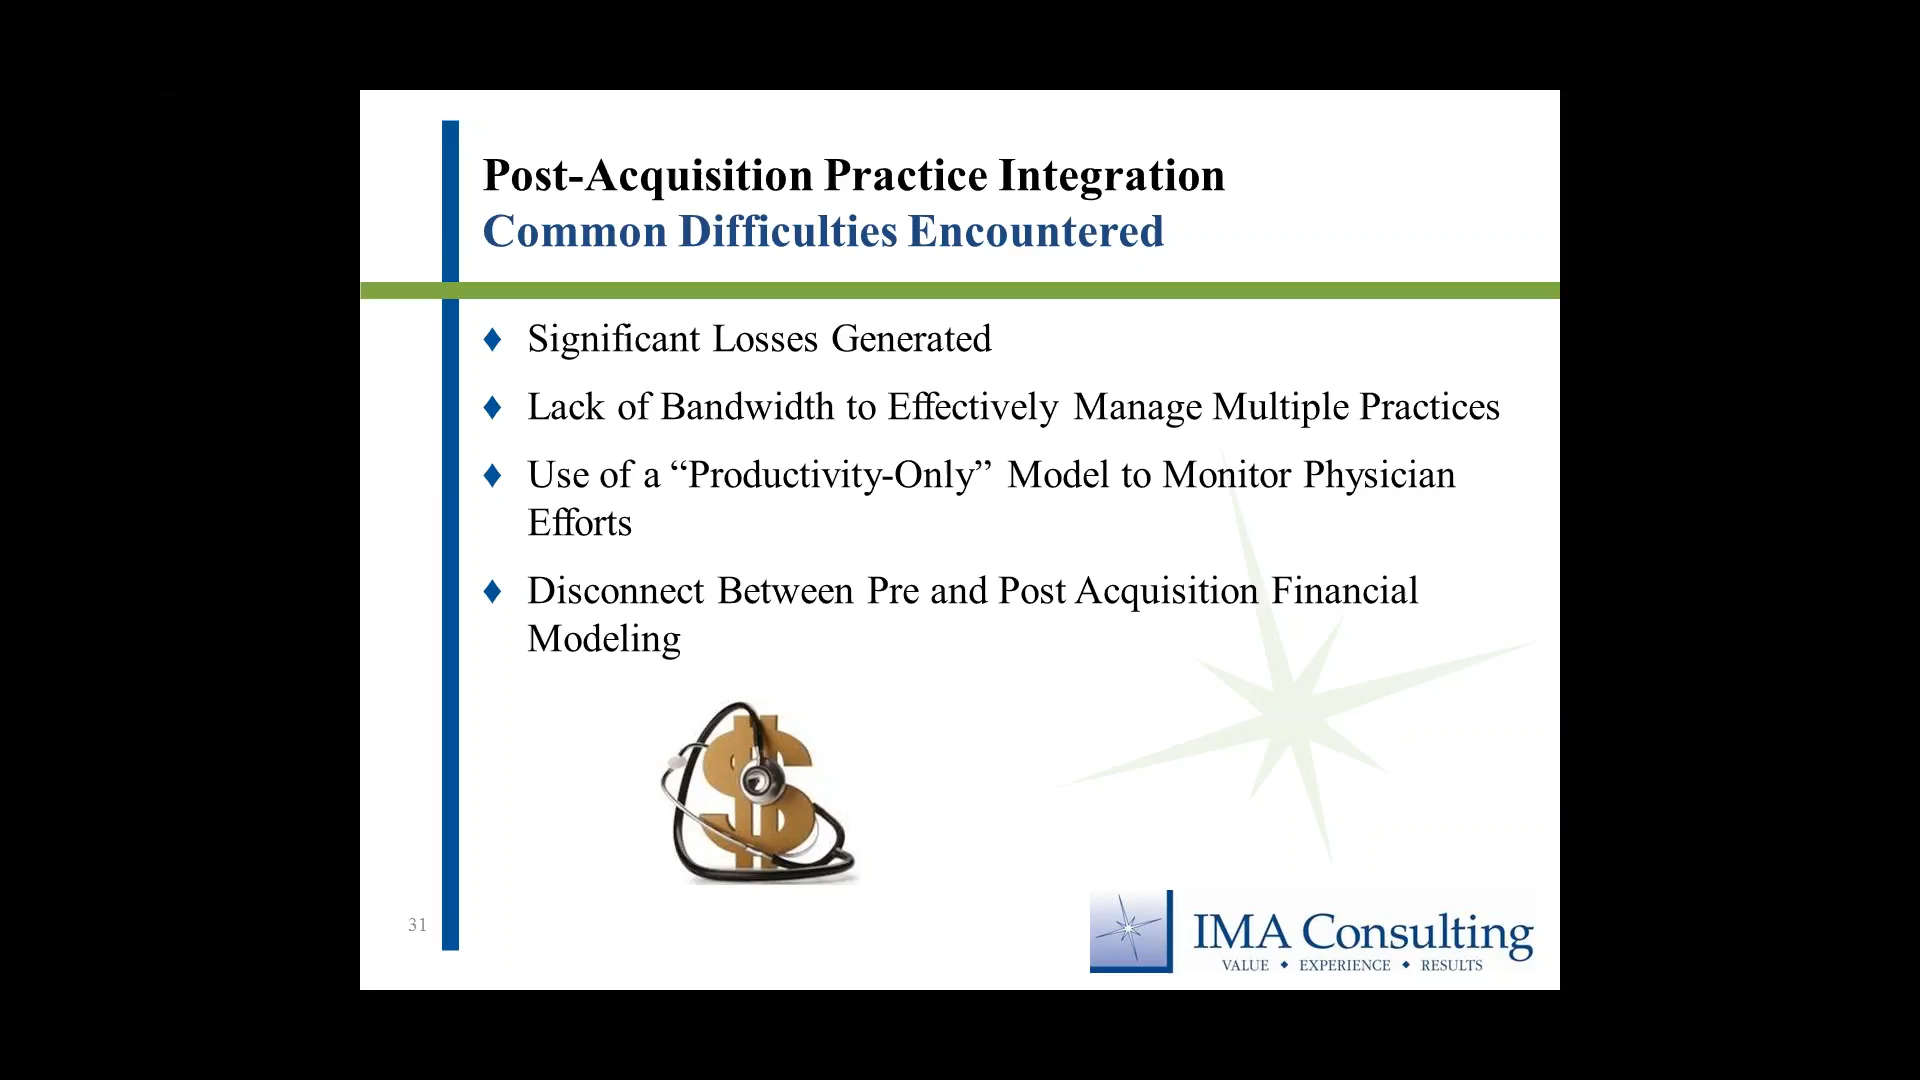 Post-Acquisition Practice Integration
Common Difficulties Encountered
♦ Significant Losses Generated
♦ Lack of Bandwidth to Effectively Manage Multiple Practices
♦ Use of a “Productivity-Only” Model to Monitor Physician
Efforts
♦ Disconnect Between Pre and Post Acquisition Financial
Modeling
31
IMA Consulting
VALUE ♦ EXPERIENCE ♦ RESULTS